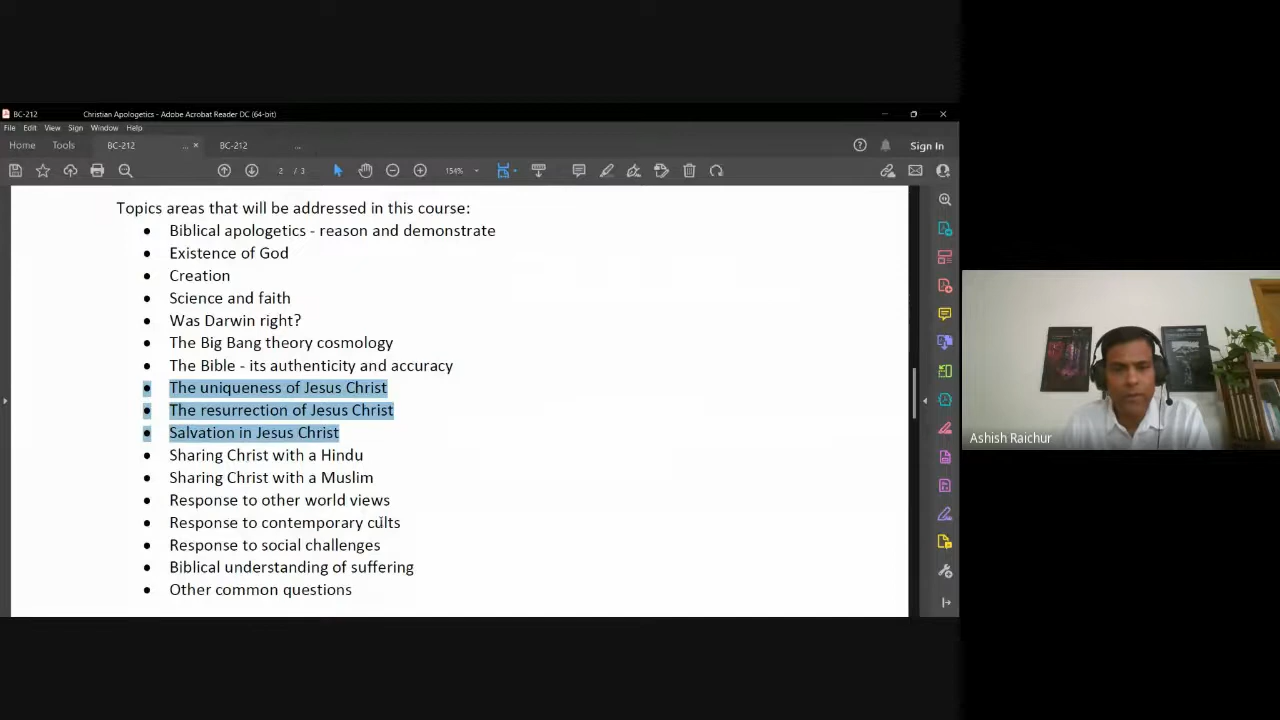 BC-212 Christian Apologetics - Adobe Acrobat Reader DC (64-bit)
File Edit View Sign Window Help
Home Tools BC-212 ... × BC-212 ... Sign In
2 / 3 154%
Topics areas that will be addressed in this course:
• Biblical apologetics - reason and demonstrate
• Existence of God
• Creation
• Science and faith
• Was Darwin right?
• The Big Bang theory cosmology
• The Bible - its authenticity and accuracy
• The uniqueness of Jesus Christ
• The resurrection of Jesus Christ
• Salvation in Jesus Christ
• Sharing Christ with a Hindu
• Sharing Christ with a Muslim
• Response to other world views
• Response to contemporary cults
• Response to social challenges
• Biblical understanding of suffering
• Other common questions
Ashish Raichur